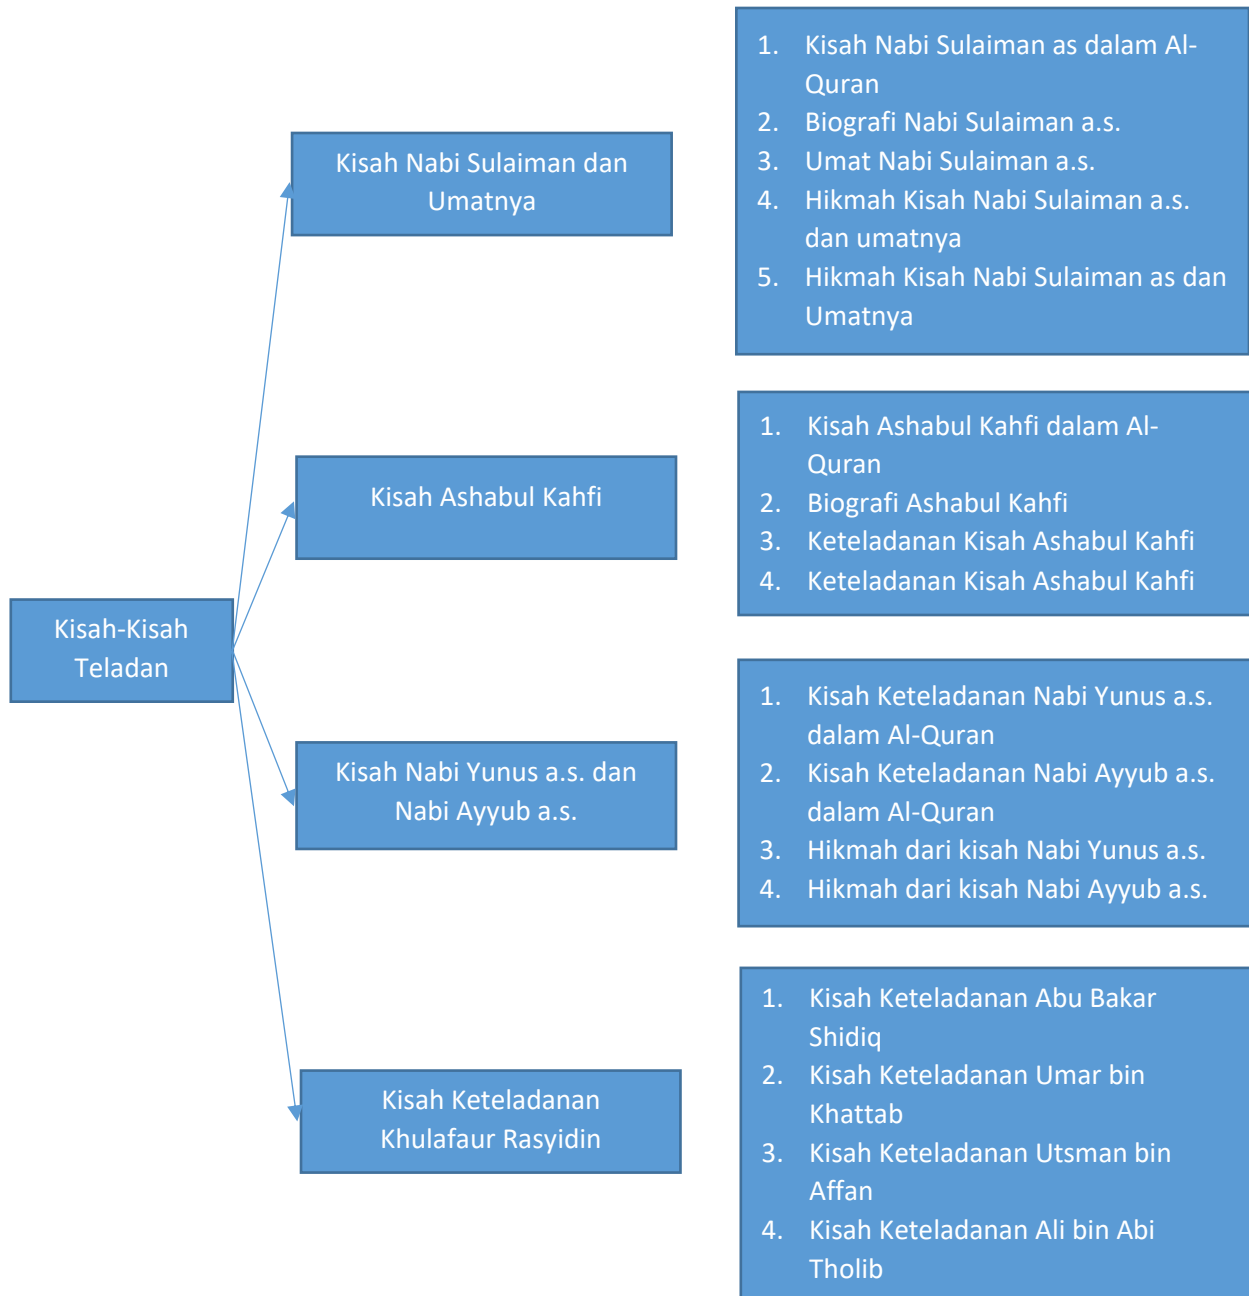 Kisah-Kisah
Teladan
Kisah Nabi Sulaiman dan
Umatnya
1. Kisah Nabi Sulaiman as dalam Al-
Quran
2. Biografi Nabi Sulaiman a.s.
3. Umat Nabi Sulaiman a.s.
4. Hikmah Kisah Nabi Sulaiman a.s.
dan umatnya
5. Hikmah Kisah Nabi Sulaiman as dan
Umatnya
Kisah Ashabul Kahfi
1. Kisah Ashabul Kahfi dalam Al-
Quran
2. Biografi Ashabul Kahfi
3. Keteladanan Kisah Ashabul Kahfi
4. Keteladanan Kisah Ashabul Kahfi
Kisah Nabi Yunus a.s. dan
Nabi Ayyub a.s.
1. Kisah Keteladanan Nabi Yunus a.s.
dalam Al-Quran
2. Kisah Keteladanan Nabi Ayyub a.s.
dalam Al-Quran
3. Hikmah dari kisah Nabi Yunus a.s.
4. Hikmah dari kisah Nabi Ayyub a.s.
Kisah Keteladanan
Khulafaur Rasyidin
1. Kisah Keteladanan Abu Bakar
Shidiq
2. Kisah Keteladanan Umar bin
Khattab
3. Kisah Keteladanan Utsman bin
Affan
4. Kisah Keteladanan Ali bin Abi
Tholib